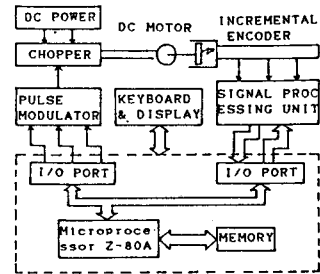 DC POWER
DC MOTOR
INCREMENTAL
ENCODER
CHOPPER
PULSE
MODULATOR
KEYBOARD
& DISPLAY
SIGNAL PROC
ESSING UNIT
I/O PORT
I/O PORT
Microproce
ssor Z-80A
MEMORY